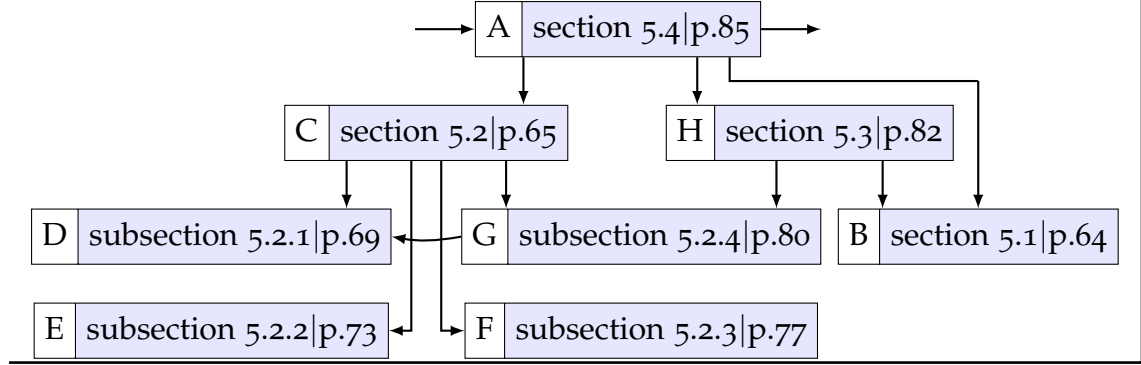 A section 5.4|p.85
C section 5.2|p.65 H section 5.3|p.82
D subsection 5.2.1|p.69 G subsection 5.2.4|p.80 B section 5.1|p.64
E subsection 5.2.2|p.73 F subsection 5.2.3|p.77